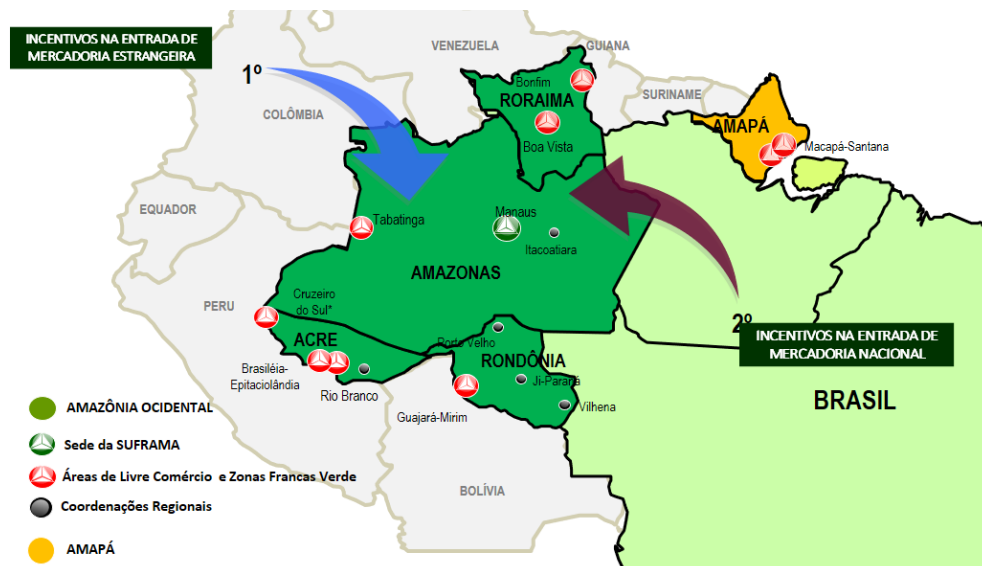 INCENTIVOS NA ENTRADA DE
MERCADORIA ESTRANGEIRA
1º
VENEZUELA
GUIANA
SURINAME
COLÔMBIA
Bonfim
RORAIMA
Boa Vista
AMAPÁ
Macapá-Santana
EQUADOR
Tabatinga
Manaus
Itacoatiara
AMAZONAS
PERU
Cruzeiro
do Sul*
ACRE
Porto Velho
RONDÔNIA
2º
INCENTIVOS NA ENTRADA DE
MERCADORIA NACIONAL
Brasiléia-
Epitaciolândia
Rio Branco
Ji-Paraná
Vilhena
Guajará-Mirim
BRASIL
BOLÍVIA
AMAZÔNIA OCIDENTAL
Sede da SUFRAMA
Áreas de Livre Comércio e Zonas Francas Verde
Coordenações Regionais
AMAPÁ